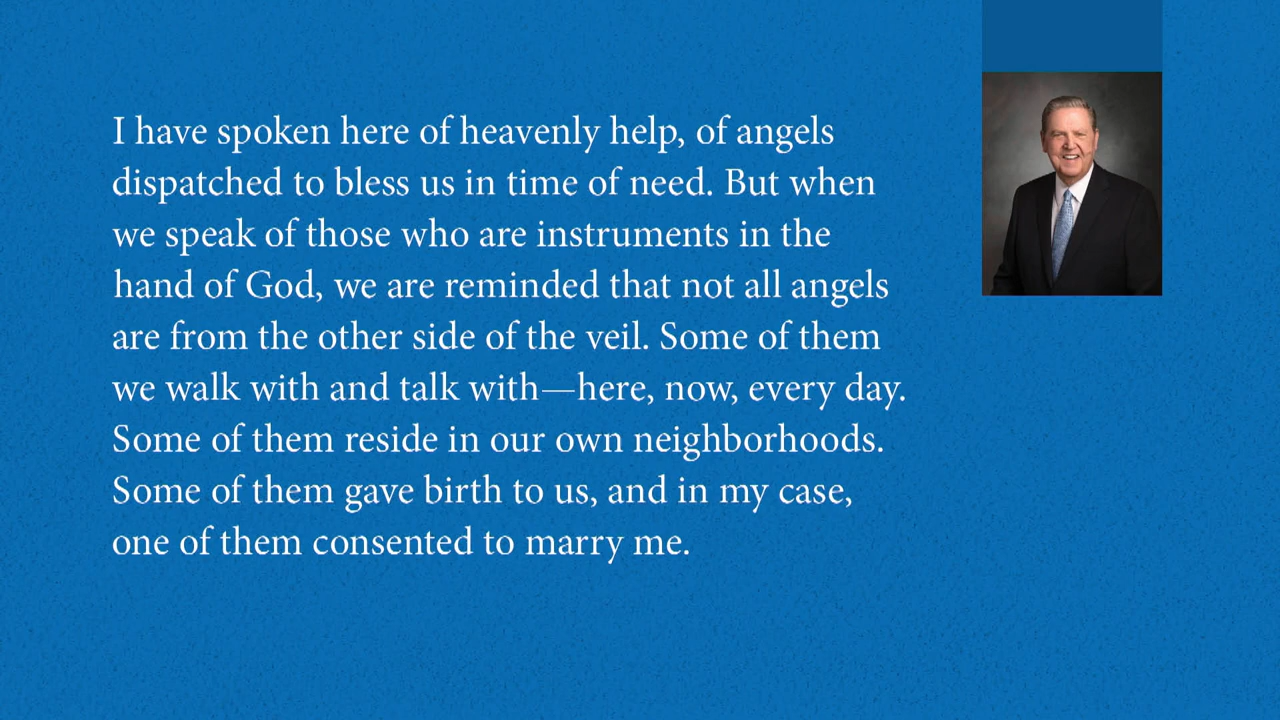 I have spoken here of heavenly help, of angels
dispatched to bless us in time of need. But when
we speak of those who are instruments in the
hand of God, we are reminded that not all angels
are from the other side of the veil. Some of them
we walk with and talk with—here, now, every day.
Some of them reside in our own neighborhoods.
Some of them gave birth to us, and in my case,
one of them consented to marry me.